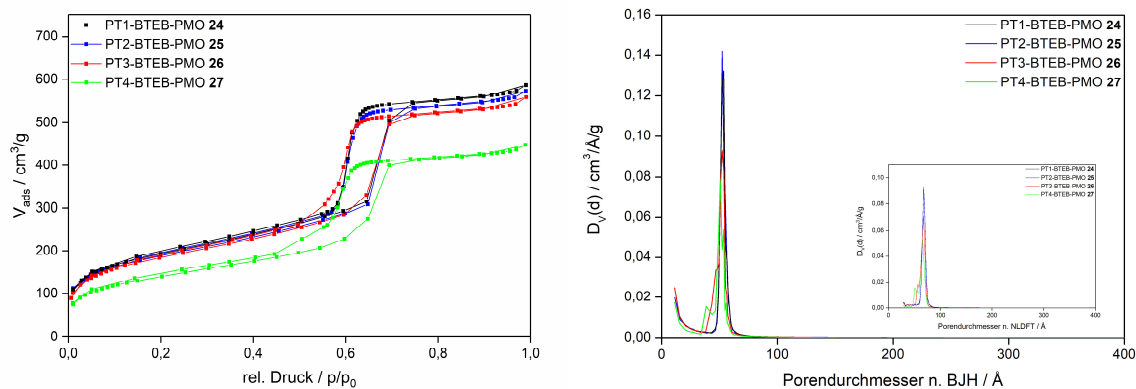 PT1-BTEB-PMO 24
PT2-BTEB-PMO 25
PT3-BTEB-PMO 26
PT4-BTEB-PMO 27
700
600
500
400
300
200
100
0
V_ads / cm³/g
0,0 0,2 0,4 0,6 0,8 1,0
rel. Druck / p/p₀
PT1-BTEB-PMO 24
PT2-BTEB-PMO 25
PT3-BTEB-PMO 26
PT4-BTEB-PMO 27
0,16
0,14
0,12
0,10
0,08
0,06
0,04
0,02
0,00
D_V(d) / cm³/Å/g
0 100 200 300 400
Porendurchmesser n. BJH / Å
PT1-BTEB-PMO 24
PT2-BTEB-PMO 25
PT3-BTEB-PMO 26
PT4-BTEB-PMO 27
0,10
0,08
0,06
0,04
0,02
0,00
D_V(d) / cm³/Å/g
0 100 200 300 400
Porendurchmesser n. NLDFT / Å